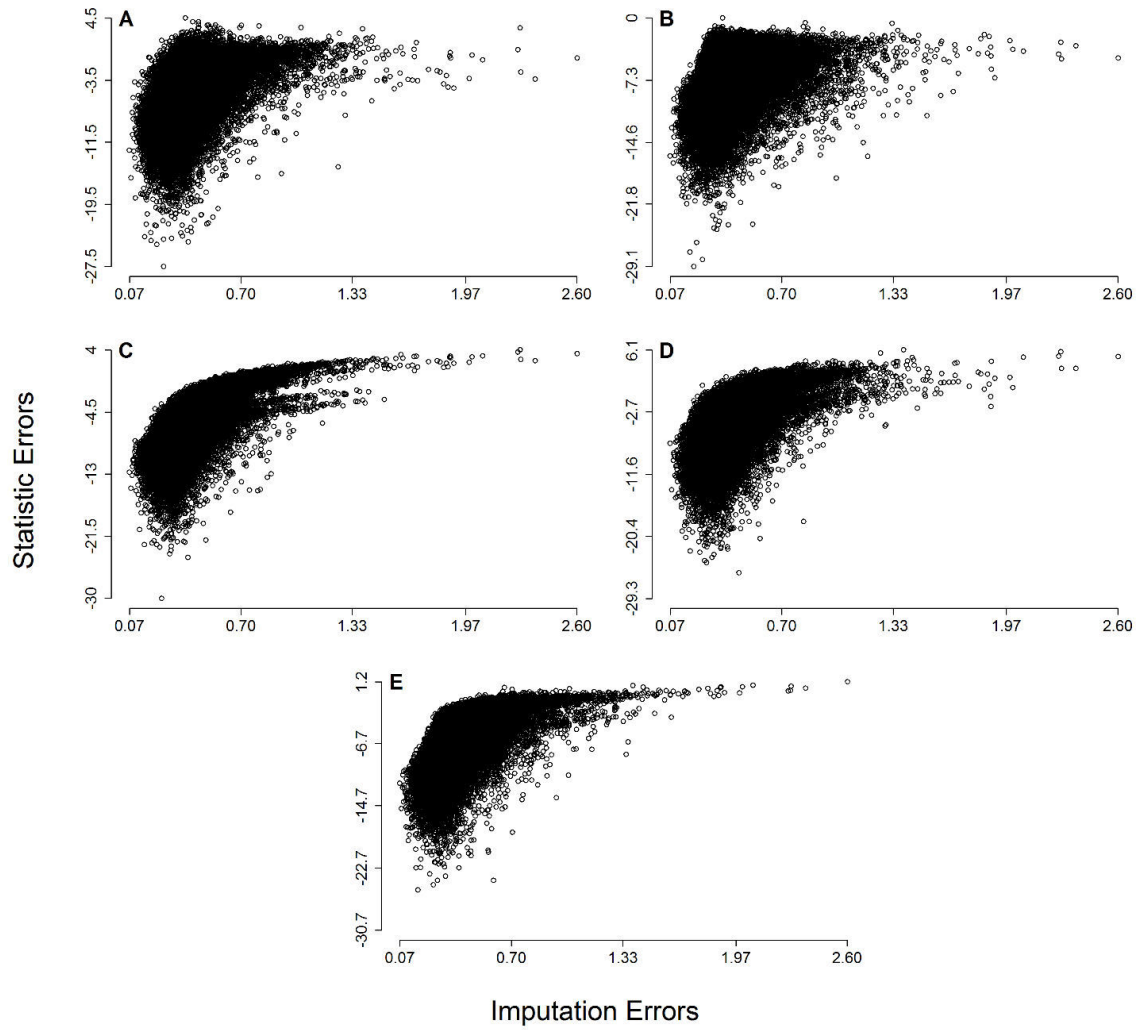 A
4.5
-3.5
-11.5
-19.5
-27.5
0.07 0.70 1.33 1.97 2.60
B
0
-7.3
-14.6
-21.8
-29.1
0.07 0.70 1.33 1.97 2.60
C
4
-4.5
-13
-21.5
-30
0.07 0.70 1.33 1.97 2.60
D
6.1
-2.7
-11.6
-20.4
-29.3
0.07 0.70 1.33 1.97 2.60
E
1.2
-6.7
-14.7
-22.7
-30.7
0.07 0.70 1.33 1.97 2.60
Statistic Errors
Imputation Errors